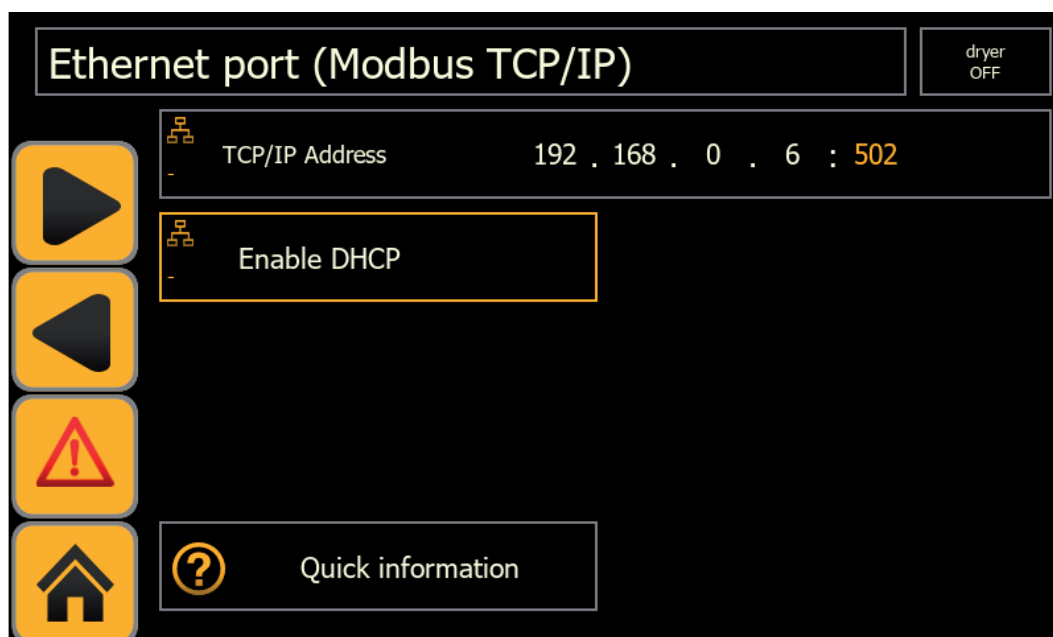 Ethernet port (Modbus TCP/IP)
dryer
OFF
TCP/IP Address 192 . 168 . 0 . 6 : 502
-
Enable DHCP
-
? Quick information